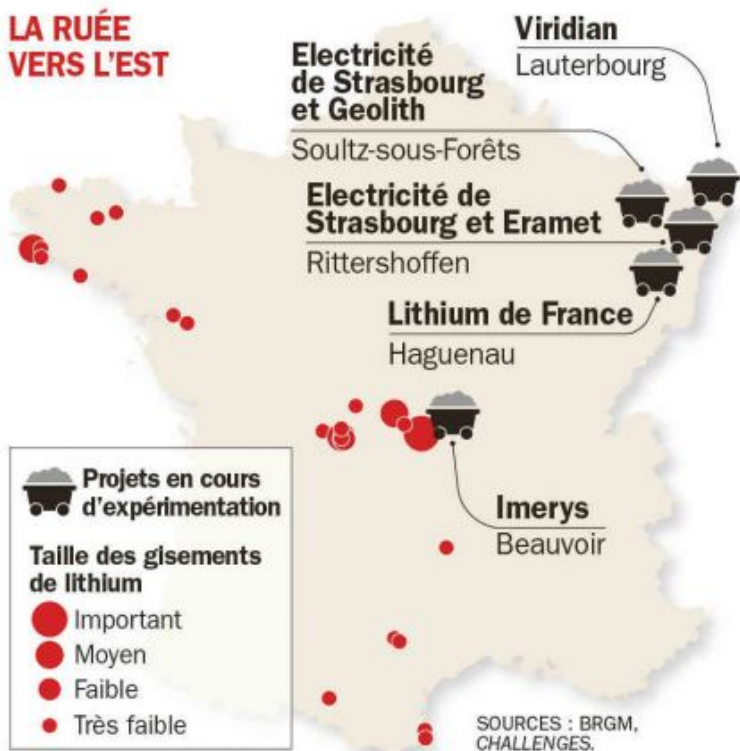 LA RUÉE
VERS L'EST
Viridian
Lauterbourg
Electricité
de Strasbourg
et Geolith
Soultz-sous-Forêts
Electricité de
Strasbourg et Eramet
Rittershoffen
Lithium de France
Haguenau
Imerys
Beauvoir
Projets en cours
d'expérimentation
Taille des gisements
de lithium
Important
Moyen
Faible
Très faible
SOURCES : BRGM,
CHALLENGES.